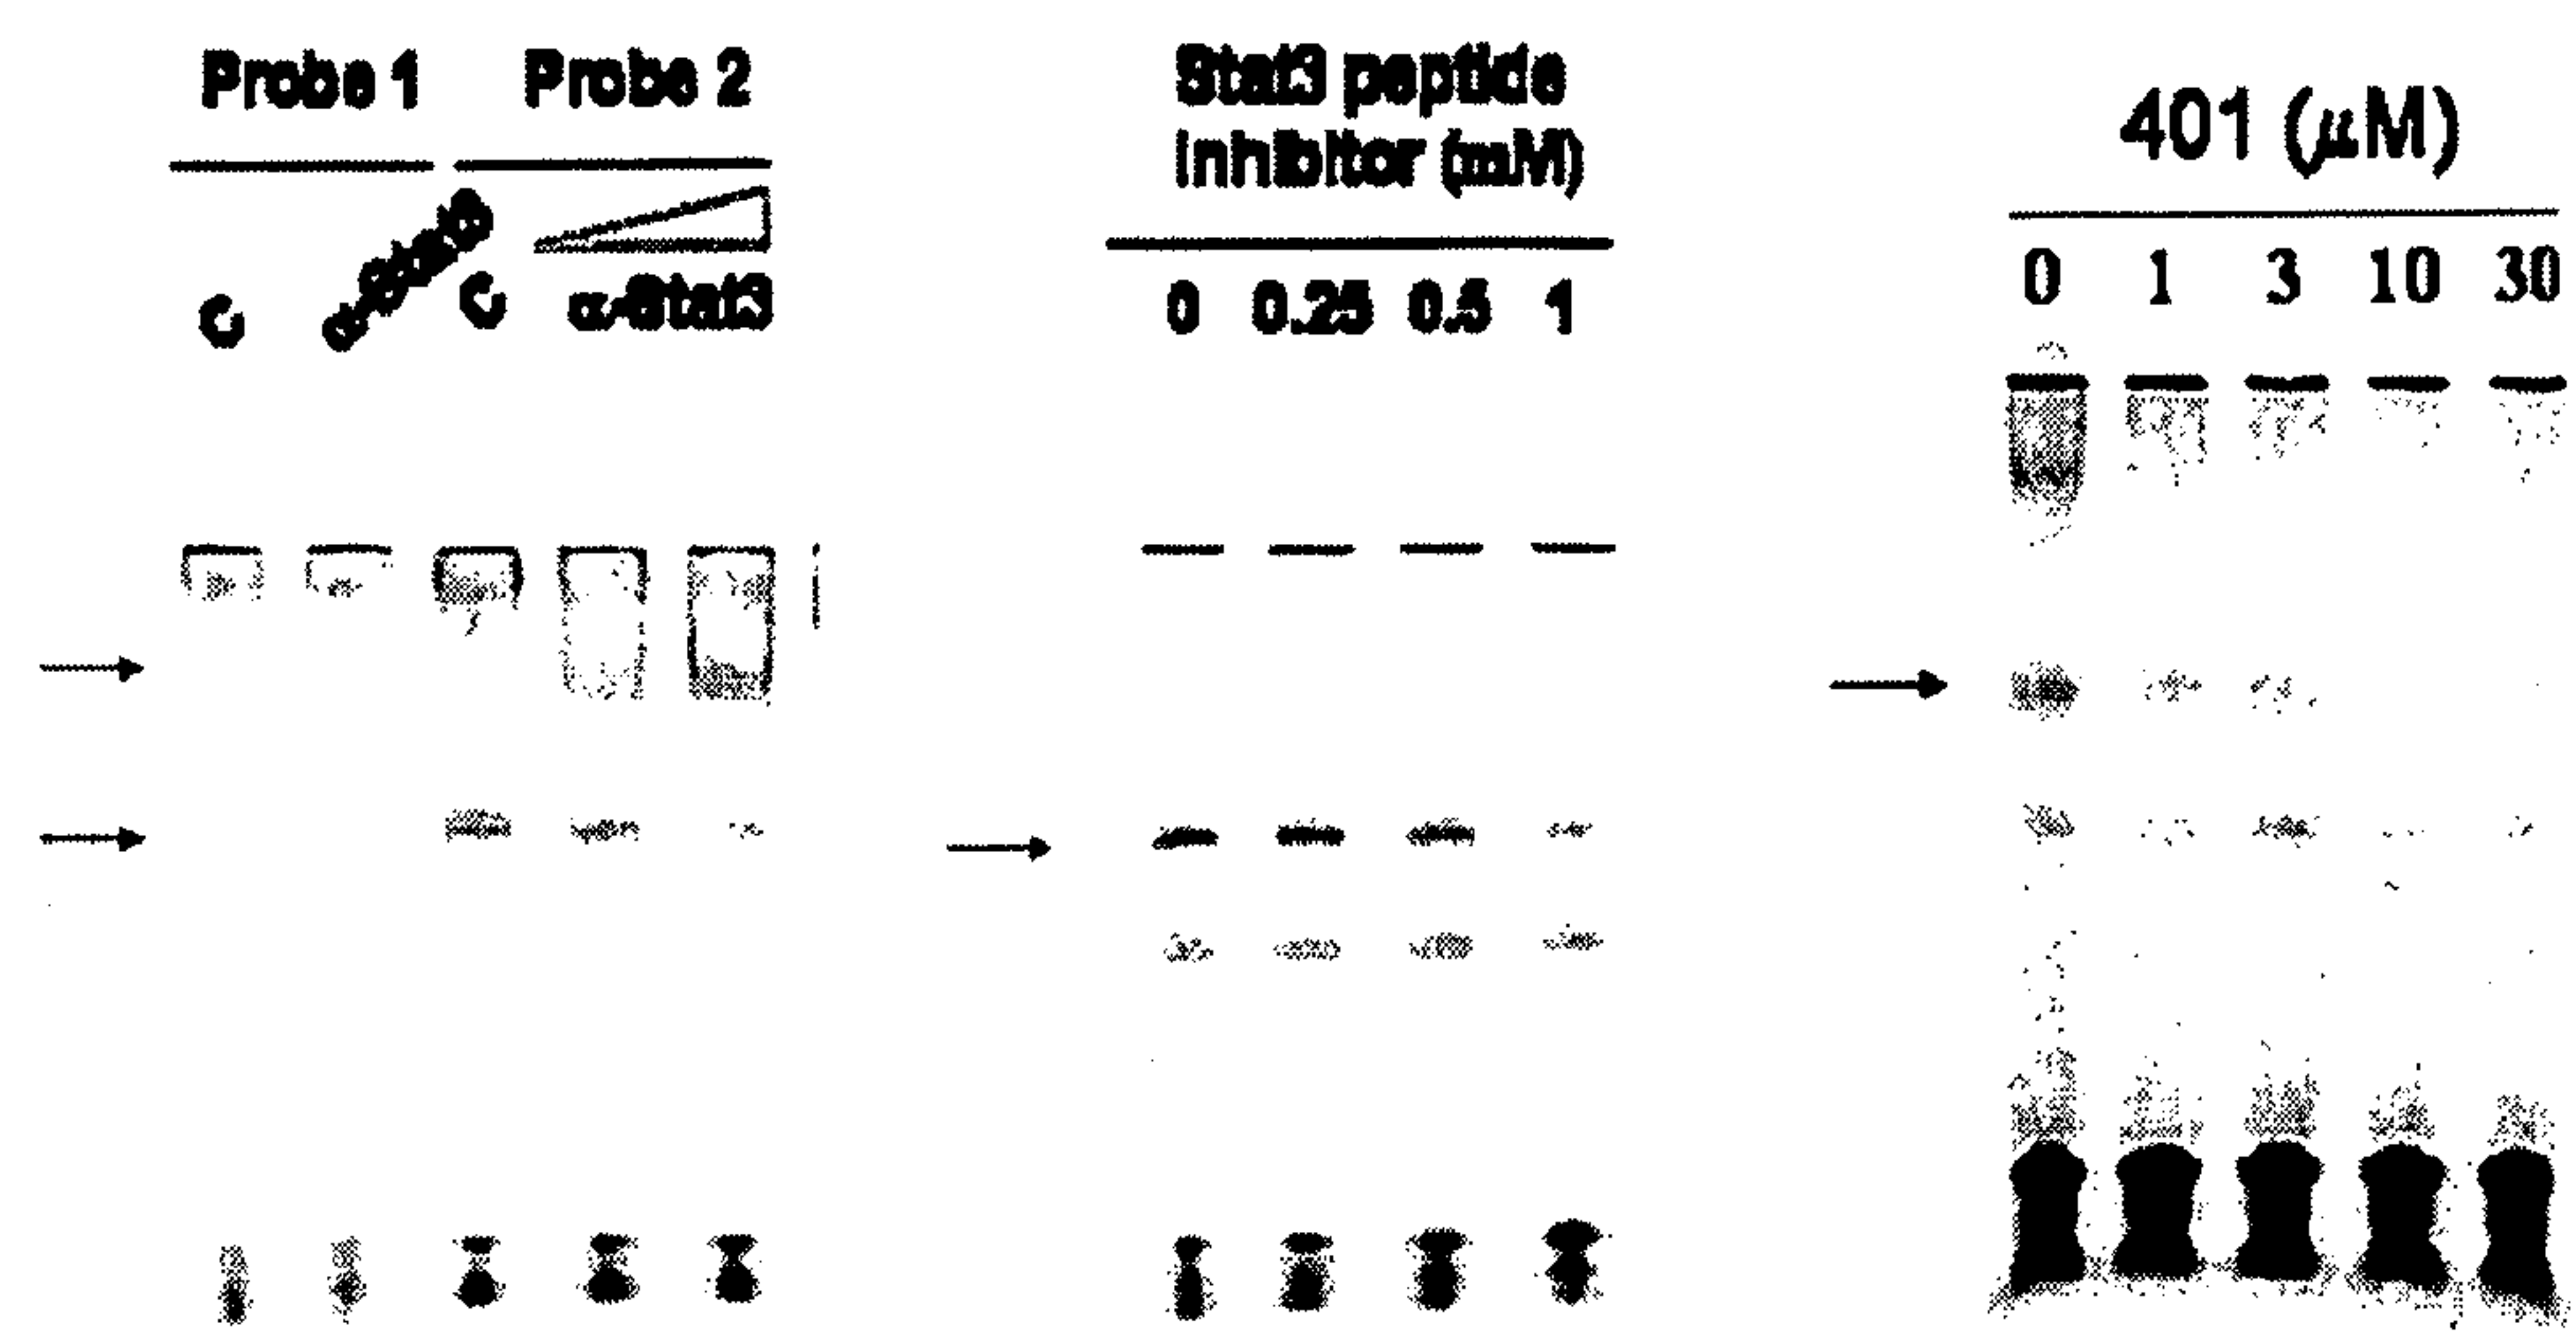 Probe 1 Probe 2
C α-Stat3 C α-Stat3
Stat3 peptide
inhibitor (mM)
0 0.25 0.5 1
401 (μM)
0 1 3 10 30